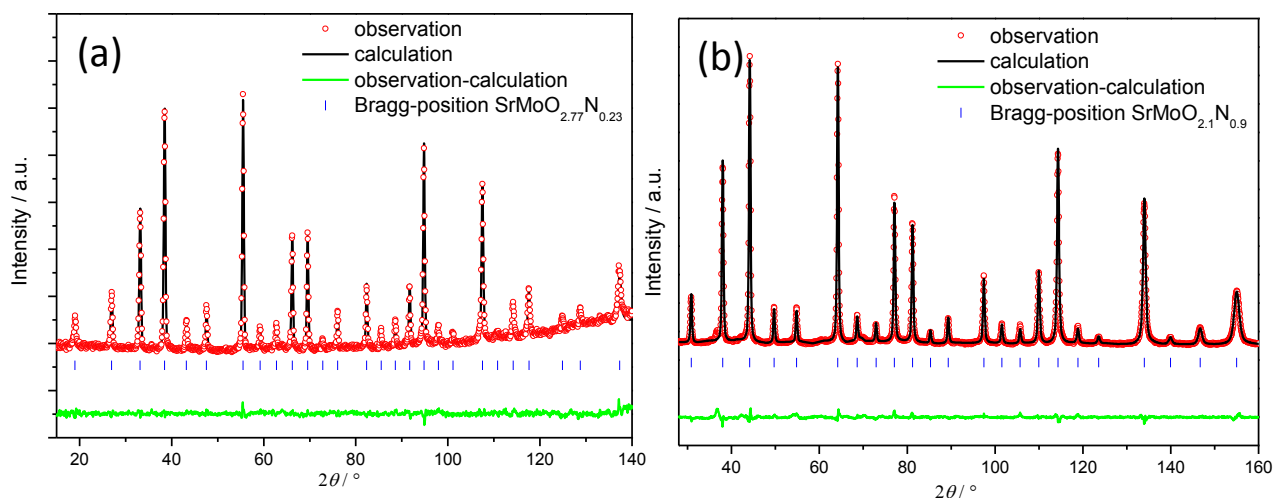 (a)
observation
calculation
observation-calculation
Bragg-position SrMoO2.77N0.23
Intensity / a.u.
20 40 60 80 100 120 140
2θ / °
(b)
observation
calculation
observation-calculation
Bragg-position SrMoO2.1N0.9
Intensity / a.u.
40 60 80 100 120 140 160
2θ / °